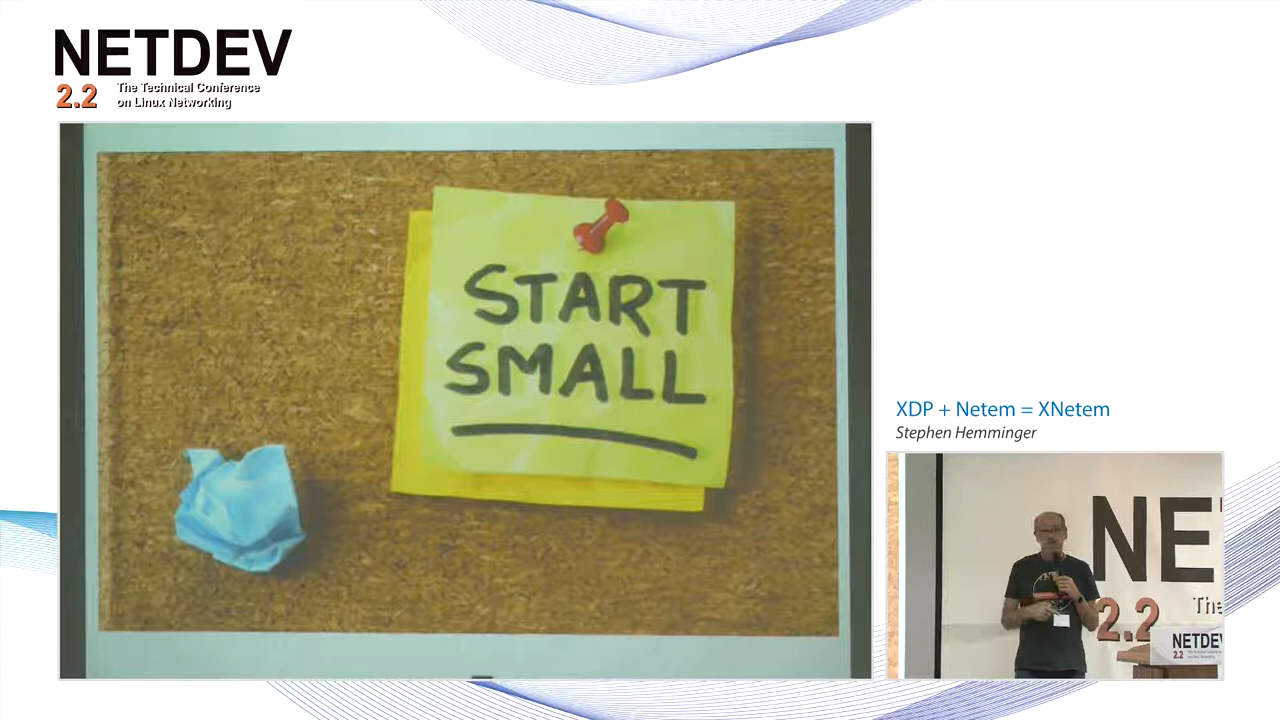 NETDEV
2.2 The Technical Conference
on Linux Networking
START
SMALL
XDP + Netem = XNetem
Stephen Hemminger
NE
2.2 The
NETDEV
2.2